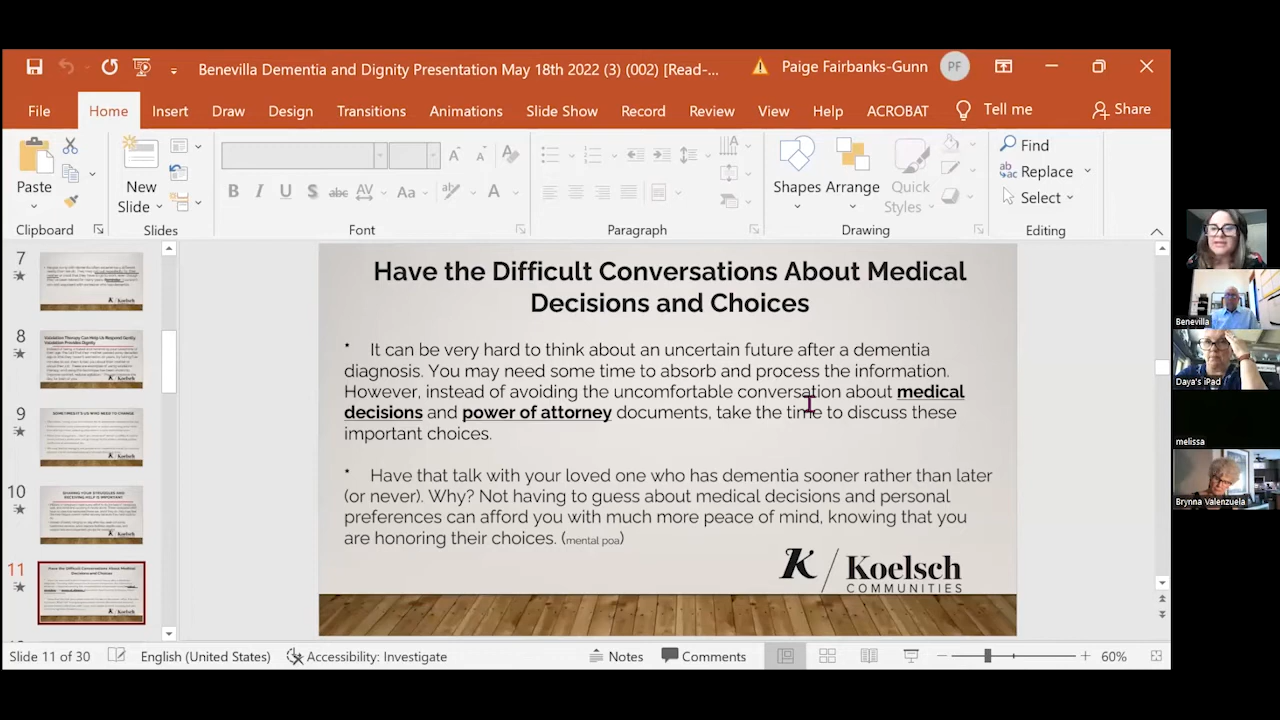 Benevilla Dementia and Dignity Presentation May 18th 2022 (3) (002) [Read-...
Paige Fairbanks-Gunn
PF
File
Home
Insert
Draw
Design
Transitions
Animations
Slide Show
Record
Review
View
Help
ACROBAT
Tell me
Share
Paste
New
Slide
Shapes
Arrange
Quick
Styles
Find
Replace
Select
Clipboard
Slides
Font
Paragraph
Drawing
Editing
7
8
9
10
11
Have the Difficult Conversations About Medical
Decisions and Choices
It can be very hard to think about an uncertain future after a dementia
diagnosis. You may need some time to absorb and process the information.
However, instead of avoiding the uncomfortable conversation about medical
decisions and power of attorney documents, take the time to discuss these
important choices.
Have that talk with your loved one who has dementia sooner rather than later
(or never). Why? Not having to guess about medical decisions and personal
preferences can afford you with much more peace of mind, knowing that you
are honoring their choices. (mental poa)
K / Koelsch
COMMUNITIES
Benevilla
Daya's iPad
melissa
Brynna Valenzuela
Slide 11 of 30
English (United States)
Accessibility: Investigate
Notes
Comments
60%